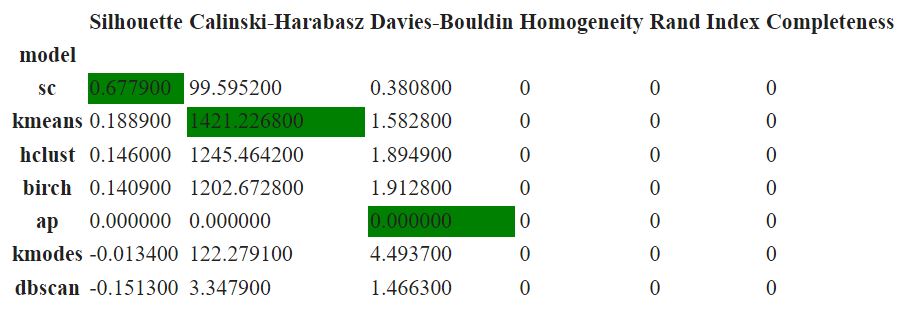 Silhouette Calinski-Harabasz Davies-Bouldin Homogeneity Rand Index Completeness
model
sc 0.677900 99.595200 0.380800 0 0 0
kmeans 0.188900 1421.226800 1.582800 0 0 0
hclust 0.146000 1245.464200 1.894900 0 0 0
birch 0.140900 1202.672800 1.912800 0 0 0
ap 0.000000 0.000000 0.000000 0 0 0
kmodes -0.013400 122.279100 4.493700 0 0 0
dbscan -0.151300 3.347900 1.466300 0 0 0